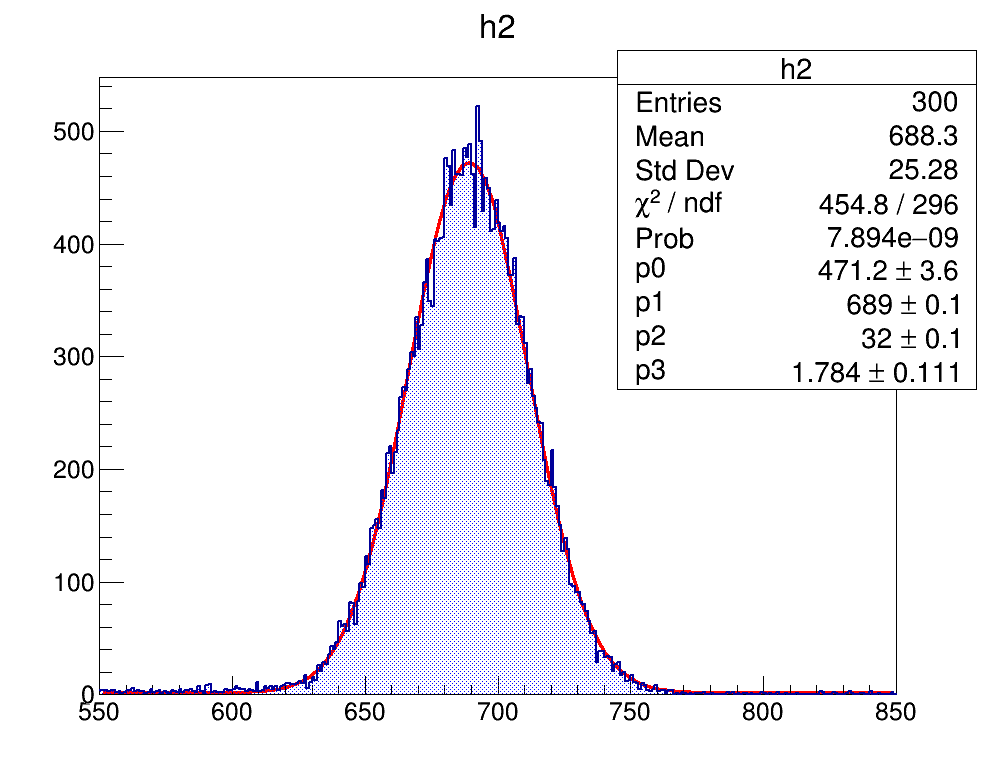 h2
h2
Entries 300
Mean 688.3
Std Dev 25.28
χ² / ndf 454.8 / 296
Prob 7.894e−09
p0 471.2 ± 3.6
p1 689 ± 0.1
p2 32 ± 0.1
p3 1.784 ± 0.111
500
400
300
200
100
0
550 600 650 700 750 800 850